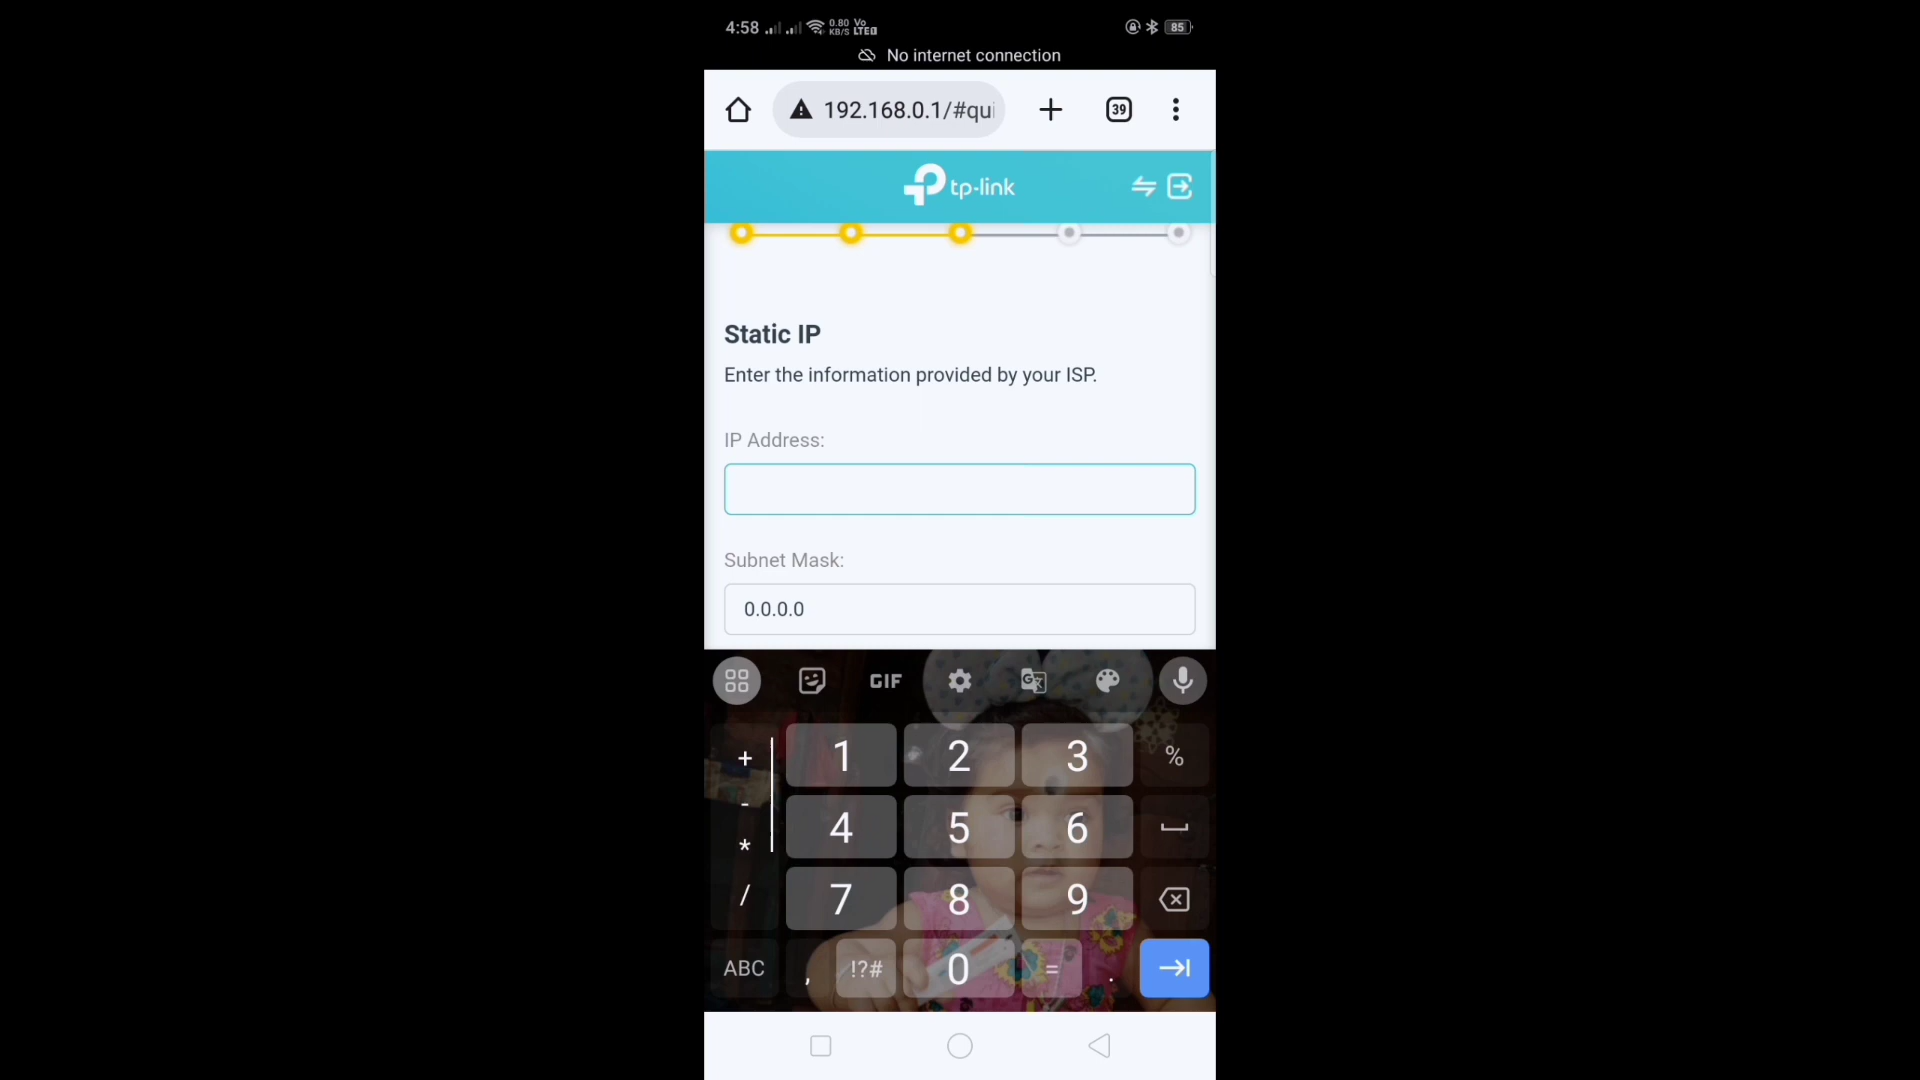 4:58 0.80 KB/S Vo LTE 85
No internet connection
192.168.0.1/#qui 39
tp-link
Static IP
Enter the information provided by your ISP.
IP Address:
Subnet Mask:
0.0.0.0
GIF
+ 1 2 3 %
- 4 5 6
*
/ 7 8 9
ABC , !?# 0 = .